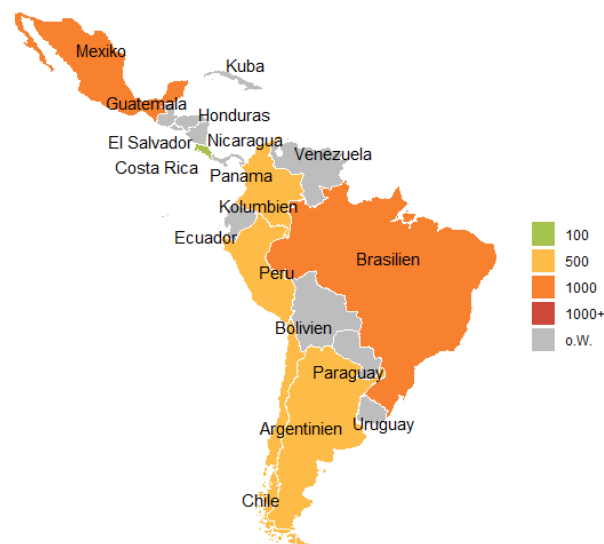 Mexiko
Kuba
Guatemala
Honduras
El Salvador
Nicaragua
Costa Rica
Venezuela
Panama
Kolumbien
Ecuador
Peru
Brasilien
Bolivien
Paraguay
Argentinien
Uruguay
Chile
100
500
1000
1000+
o.W.